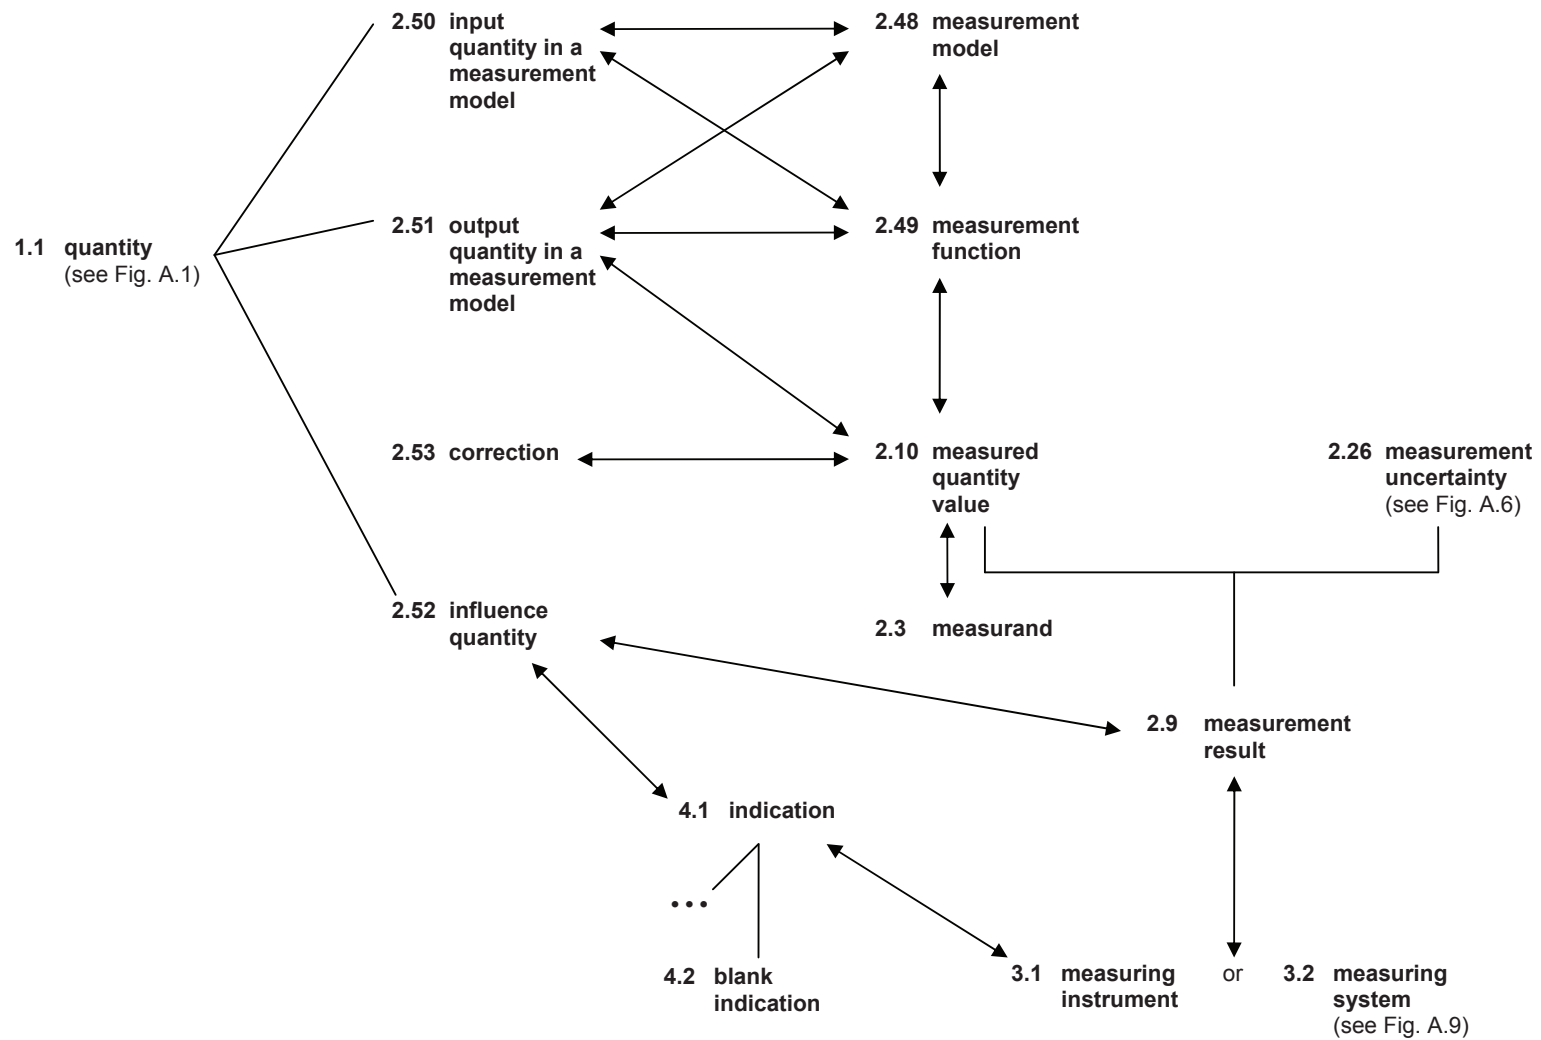 2.50 input
quantity in a
measurement
model
2.48 measurement
model
1.1 quantity
(see Fig. A.1)
2.51 output
quantity in a
measurement
model
2.49 measurement
function
2.53 correction
2.10 measured
quantity
value
2.26 measurement
uncertainty
(see Fig. A.6)
2.52 influence
quantity
2.3 measurand
2.9 measurement
result
4.1 indication
...
4.2 blank
indication
3.1 measuring
instrument
or
3.2 measuring
system
(see Fig. A.9)